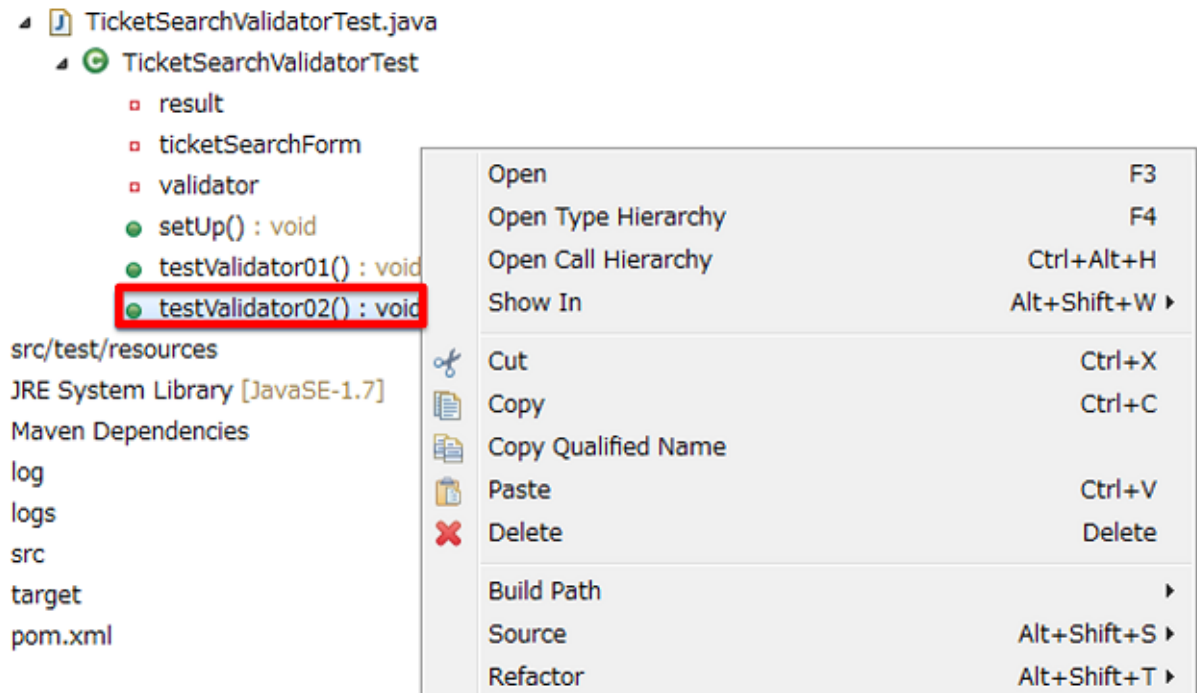 TicketSearchValidatorTest.java
TicketSearchValidatorTest
result
ticketSearchForm
validator
setUp() : void
testValidator01() : void
testValidator02() : void
src/test/resources
JRE System Library [JavaSE-1.7]
Maven Dependencies
log
logs
src
target
pom.xml
Open F3
Open Type Hierarchy F4
Open Call Hierarchy Ctrl+Alt+H
Show In Alt+Shift+W
Cut Ctrl+X
Copy Ctrl+C
Copy Qualified Name
Paste Ctrl+V
Delete Delete
Build Path
Source Alt+Shift+S
Refactor Alt+Shift+T